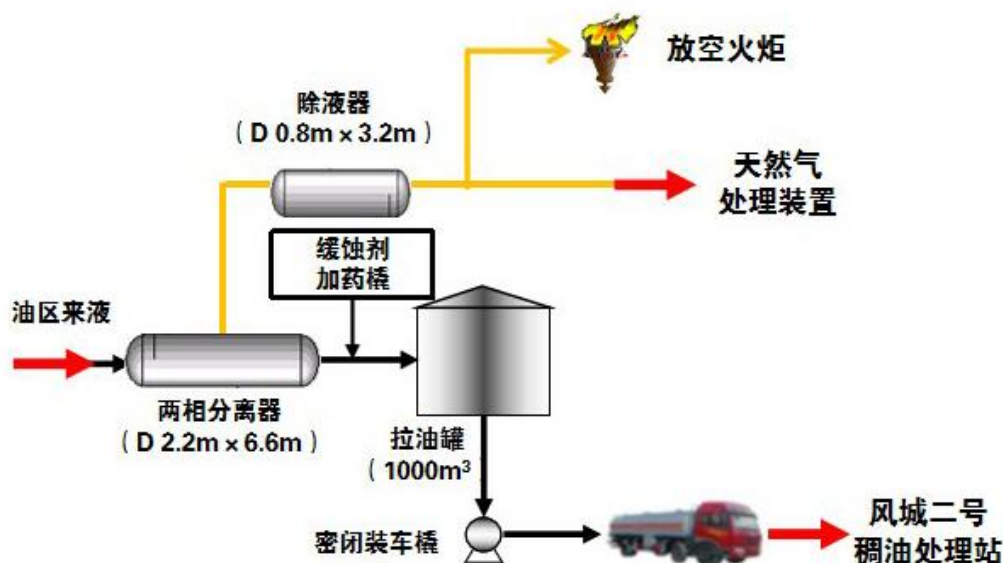 放空火炬
除液器
（D 0.8m × 3.2m）
天然气
处理装置
缓蚀剂
加药橇
油区来液
两相分离器
（D 2.2m × 6.6m）
拉油罐
（1000m³）
密闭装车橇
风城二号
稠油处理站